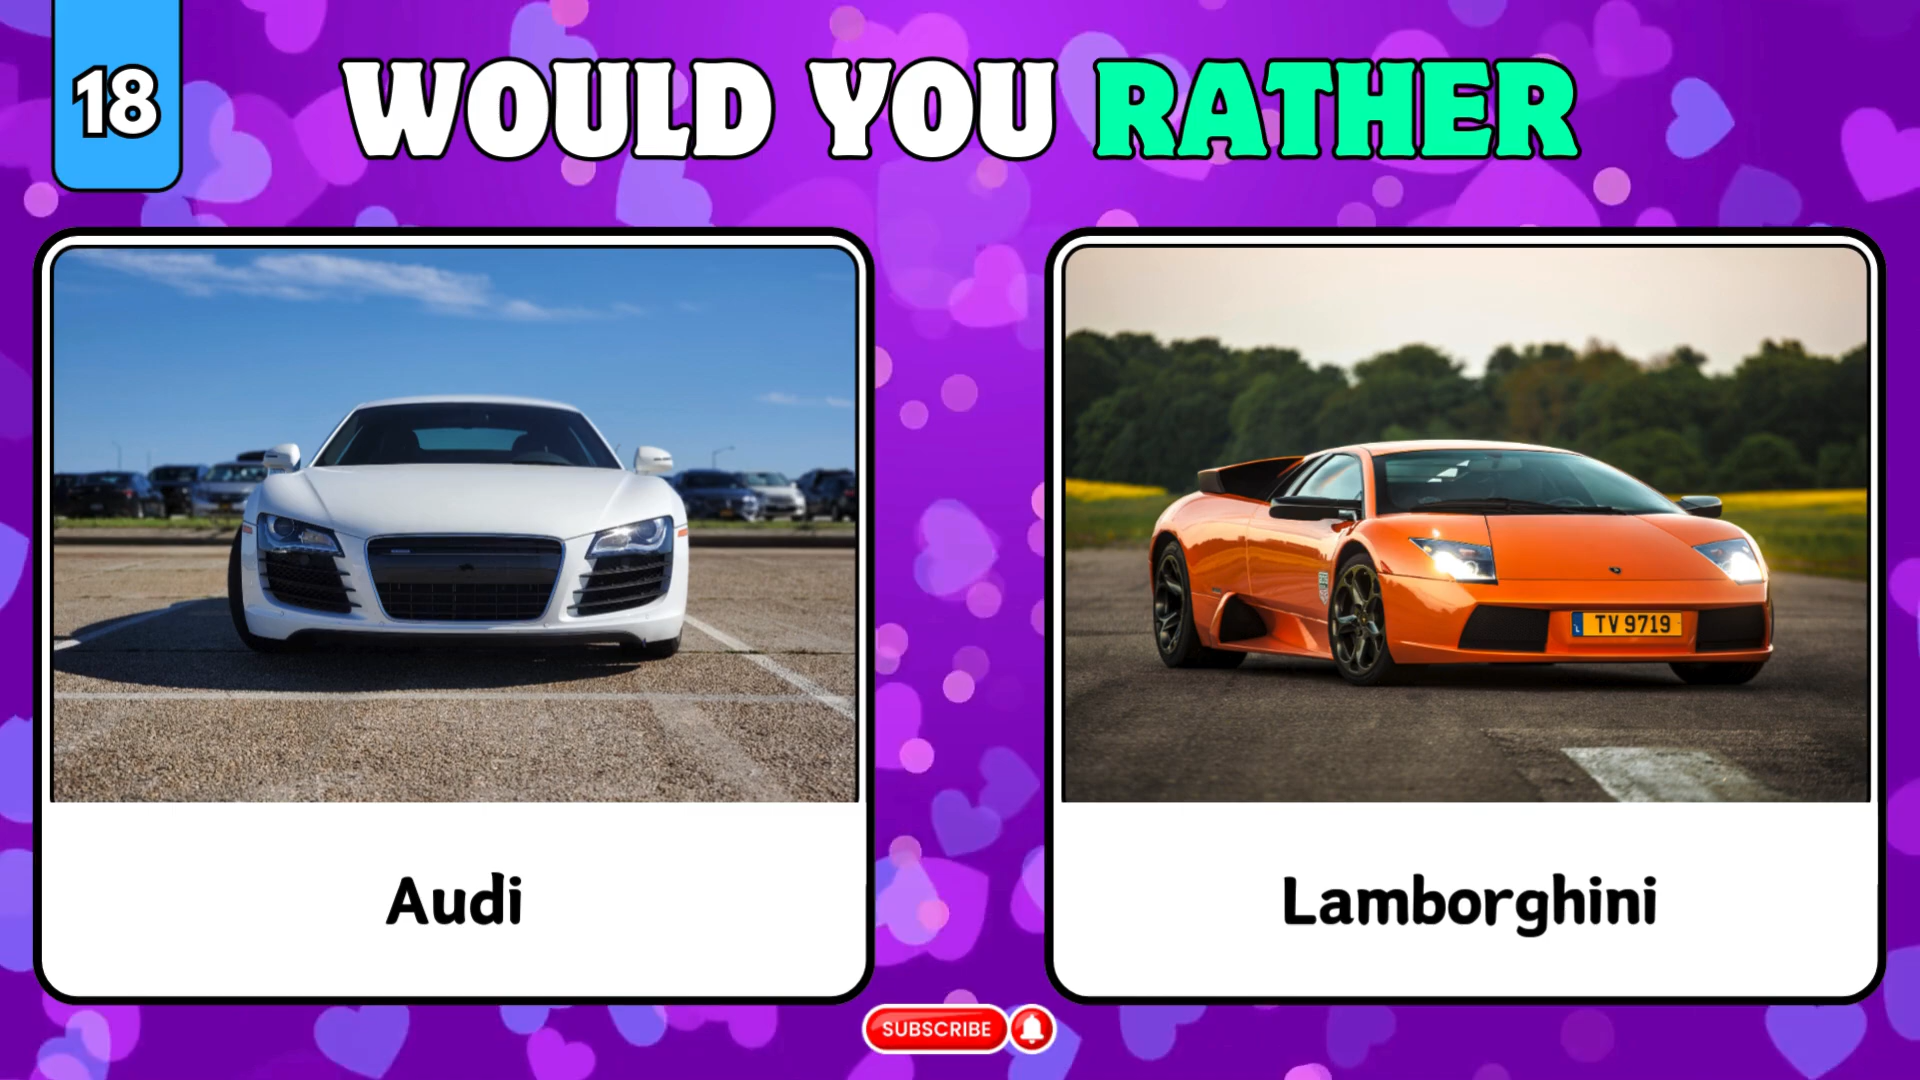 18
WOULD YOU RATHER
TV 9719
Audi
Lamborghini
SUBSCRIBE